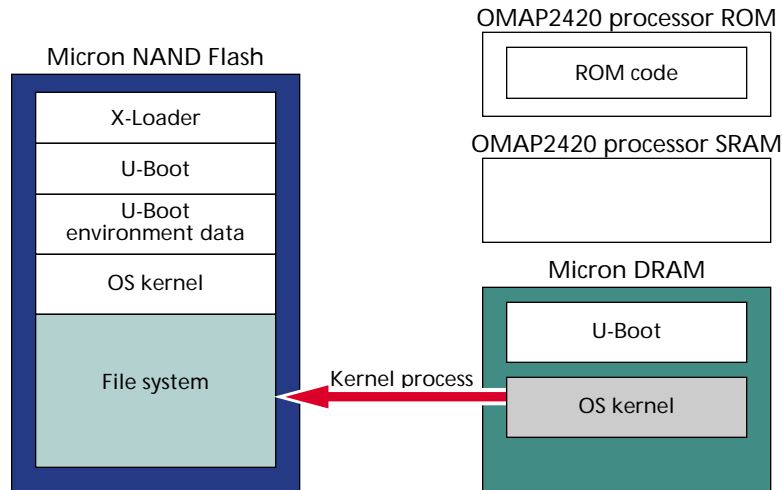 Micron NAND Flash
X-Loader
U-Boot
U-Boot
environment data
OS kernel
File system
Kernel process
OMAP2420 processor ROM
ROM code
OMAP2420 processor SRAM
Micron DRAM
U-Boot
OS kernel